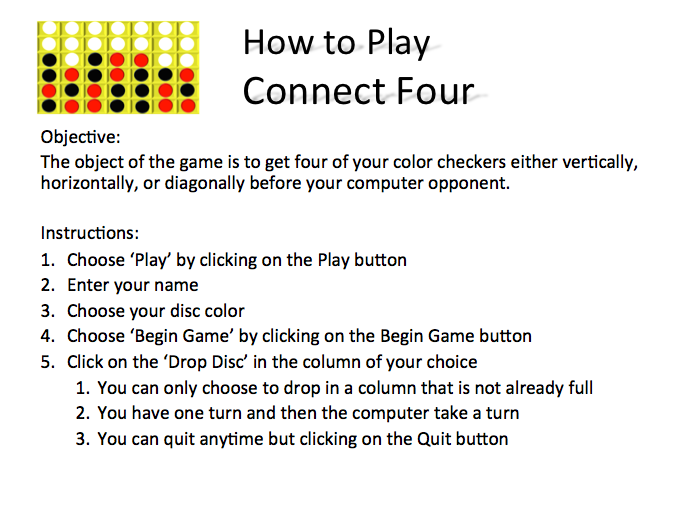 How to Play
Connect Four
Objective:
The object of the game is to get four of your color checkers either vertically,
horizontally, or diagonally before your computer opponent.
Instructions:
1. Choose ‘Play’ by clicking on the Play button
2. Enter your name
3. Choose your disc color
4. Choose ‘Begin Game’ by clicking on the Begin Game button
5. Click on the ‘Drop Disc’ in the column of your choice
1. You can only choose to drop in a column that is not already full
2. You have one turn and then the computer take a turn
3. You can quit anytime but clicking on the Quit button